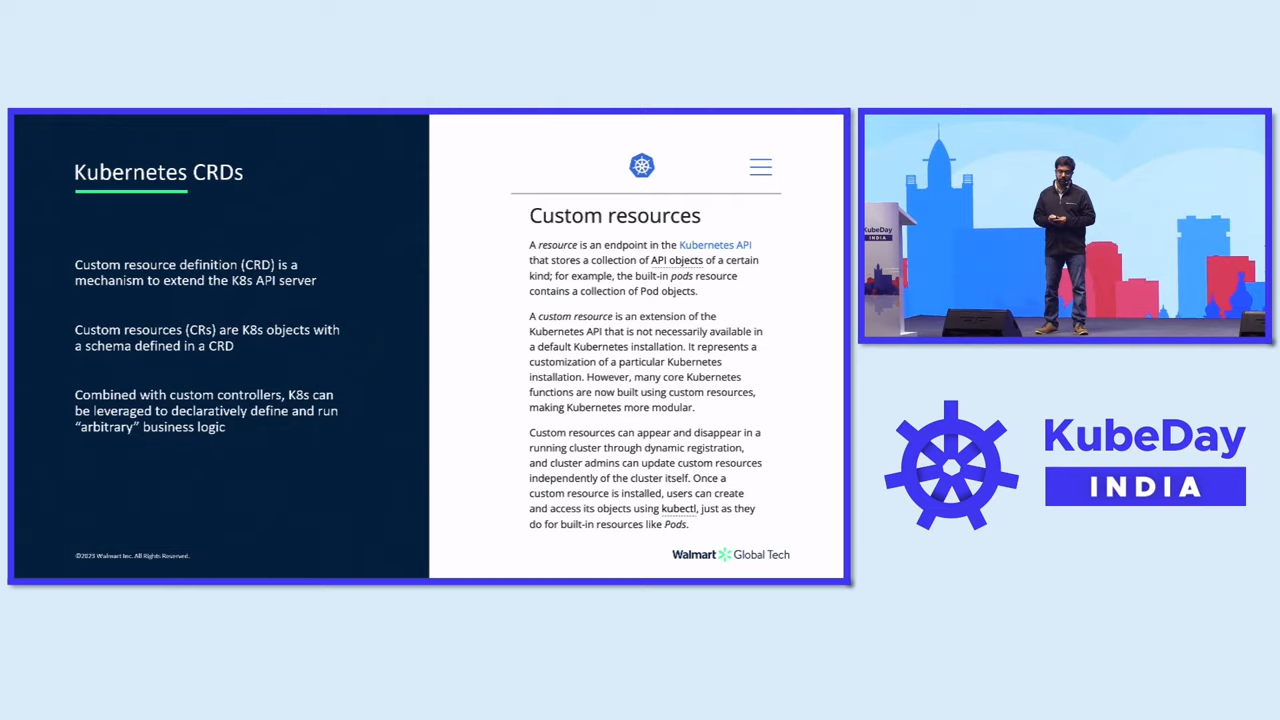 Kubernetes CRDs
Custom resource definition (CRD) is a
mechanism to extend the K8s API server
Custom resources (CRs) are K8s objects with
a schema defined in a CRD
Combined with custom controllers, K8s can
be leveraged to declaratively define and run
“arbitrary” business logic
©2023 Walmart Inc. All Rights Reserved.
Custom resources
A resource is an endpoint in the Kubernetes API
that stores a collection of API objects of a certain
kind; for example, the built-in pods resource
contains a collection of Pod objects.
A custom resource is an extension of the
Kubernetes API that is not necessarily available in
a default Kubernetes installation. It represents a
customization of a particular Kubernetes
installation. However, many core Kubernetes
functions are now built using custom resources,
making Kubernetes more modular.
Custom resources can appear and disappear in a
running cluster through dynamic registration,
and cluster admins can update custom resources
independently of the cluster itself. Once a
custom resource is installed, users can create
and access its objects using kubectl, just as they
do for built-in resources like Pods.
Walmart Global Tech
KubeDay
INDIA
KubeDay
INDIA